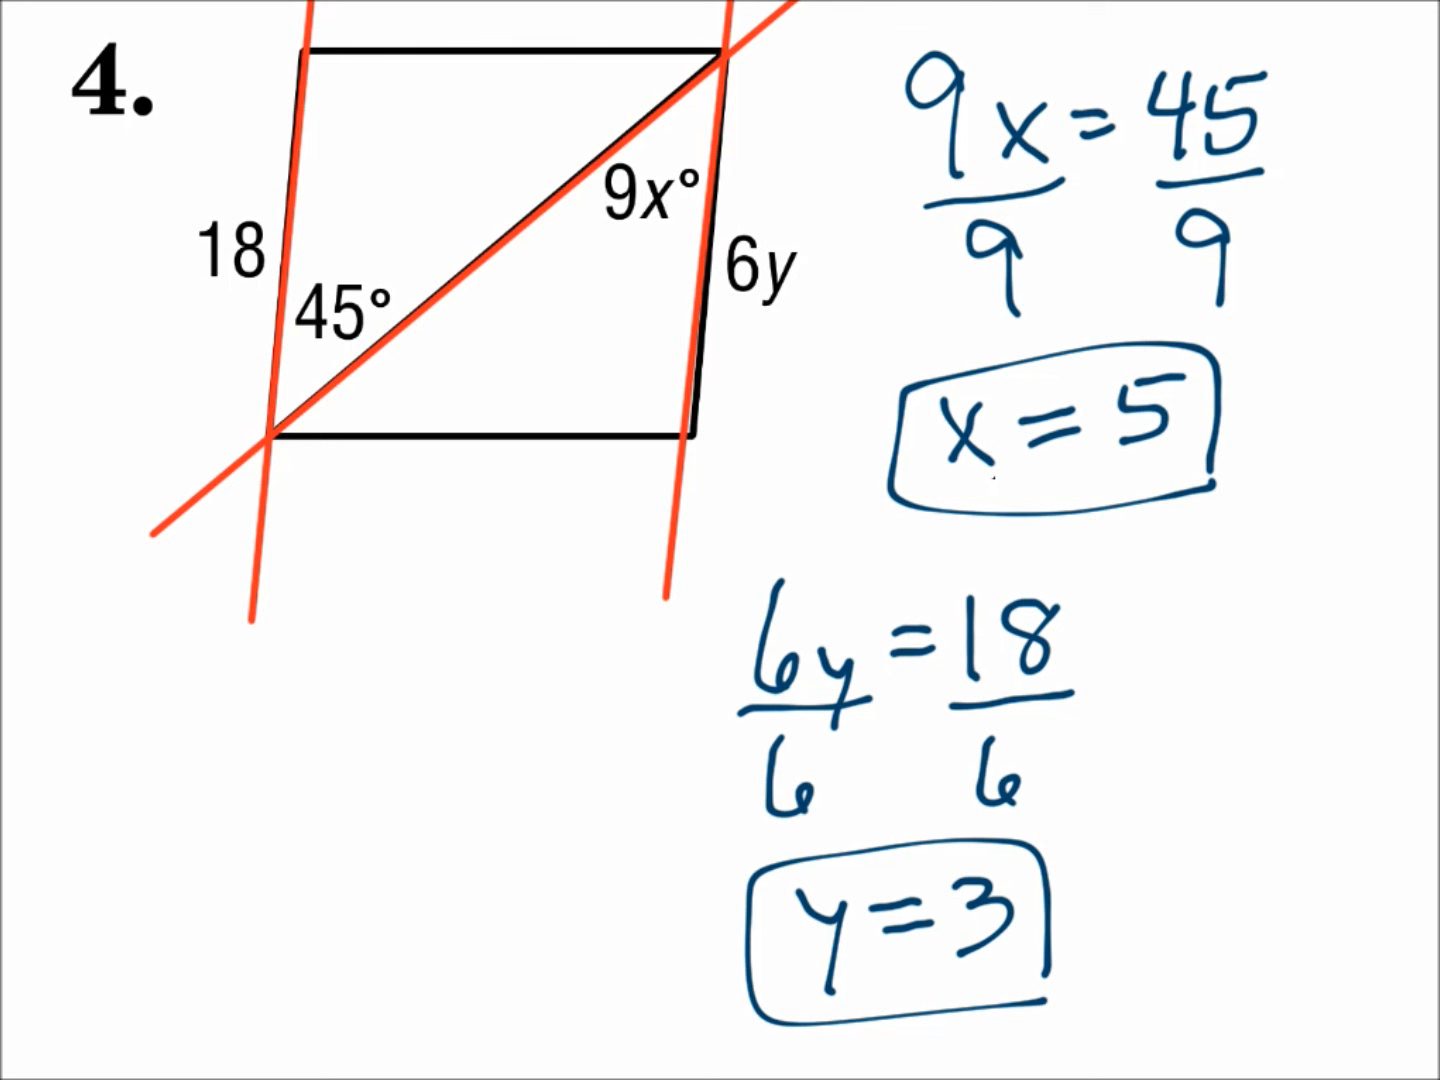 4.
18
45°
9x°
6y
9x = 45
9 9
x = 5
6y = 18
6 6
y = 3